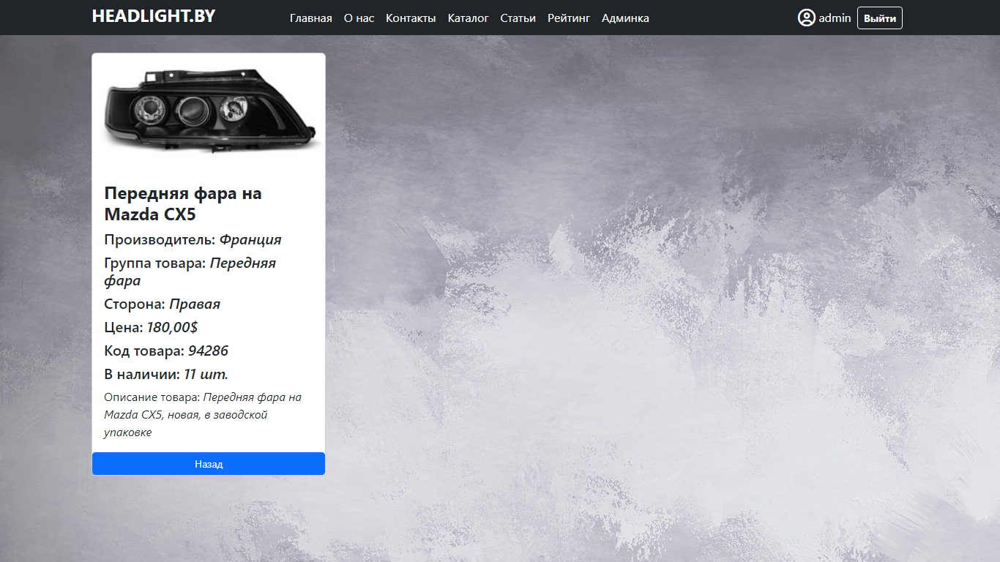 HEADLIGHT.BY
Главная О нас Контакты Каталог Статьи Рейтинг Админка
admin Выйти
Передняя фара на
Mazda CX5
Производитель: Франция
Группа товара: Передняя
фара
Сторона: Правая
Цена: 180,00$
Код товара: 94286
В наличии: 11 шт.
Описание товара: Передняя фара на
Mazda CX5, новая, в заводской
упаковке
Назад